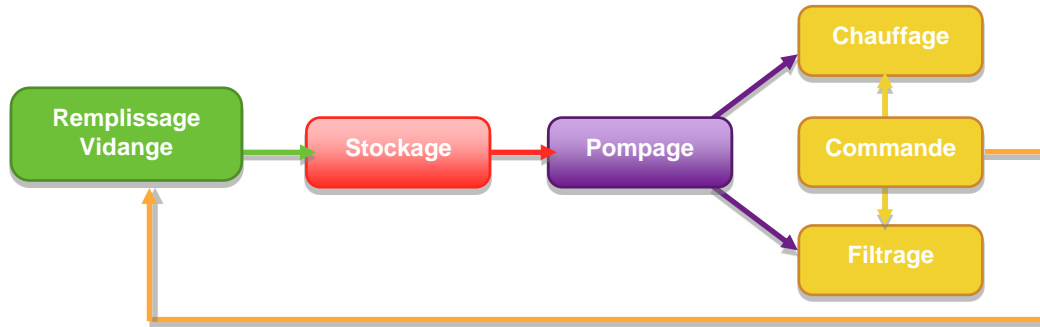 Remplissage
Vidange
Stockage
Pompage
Chauffage
Commande
Filtrage